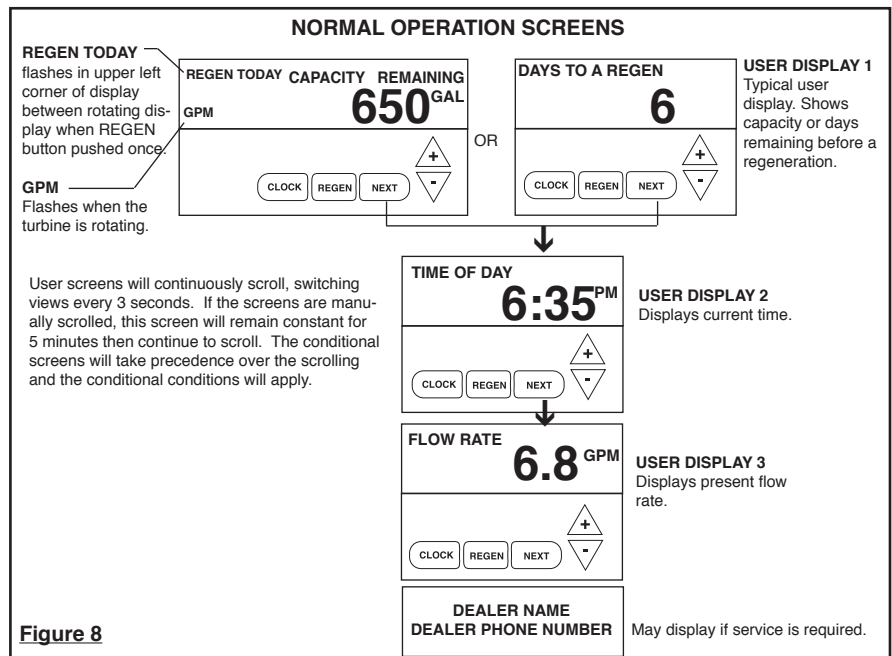 NORMAL OPERATION SCREENS
REGEN TODAY
flashes in upper left
corner of display
between rotating dis-
play when REGEN
button pushed once.
GPM
Flashes when the
turbine is rotating.
REGEN TODAY CAPACITY REMAINING
650 GAL
GPM
+
-
CLOCK REGEN NEXT
OR
DAYS TO A REGEN
6
+
-
CLOCK REGEN NEXT
USER DISPLAY 1
Typical user
display. Shows
capacity or days
remaining before a
regeneration.
User screens will continuously scroll, switching
views every 3 seconds. If the screens are manu-
ally scrolled, this screen will remain constant for
5 minutes then continue to scroll. The conditional
screens will take precedence over the scrolling
and the conditional conditions will apply.
TIME OF DAY
6:35 PM
+
-
CLOCK REGEN NEXT
USER DISPLAY 2
Displays current time.
FLOW RATE
6.8 GPM
+
-
CLOCK REGEN NEXT
USER DISPLAY 3
Displays present flow
rate.
DEALER NAME
DEALER PHONE NUMBER
May display if service is required.
Figure 8